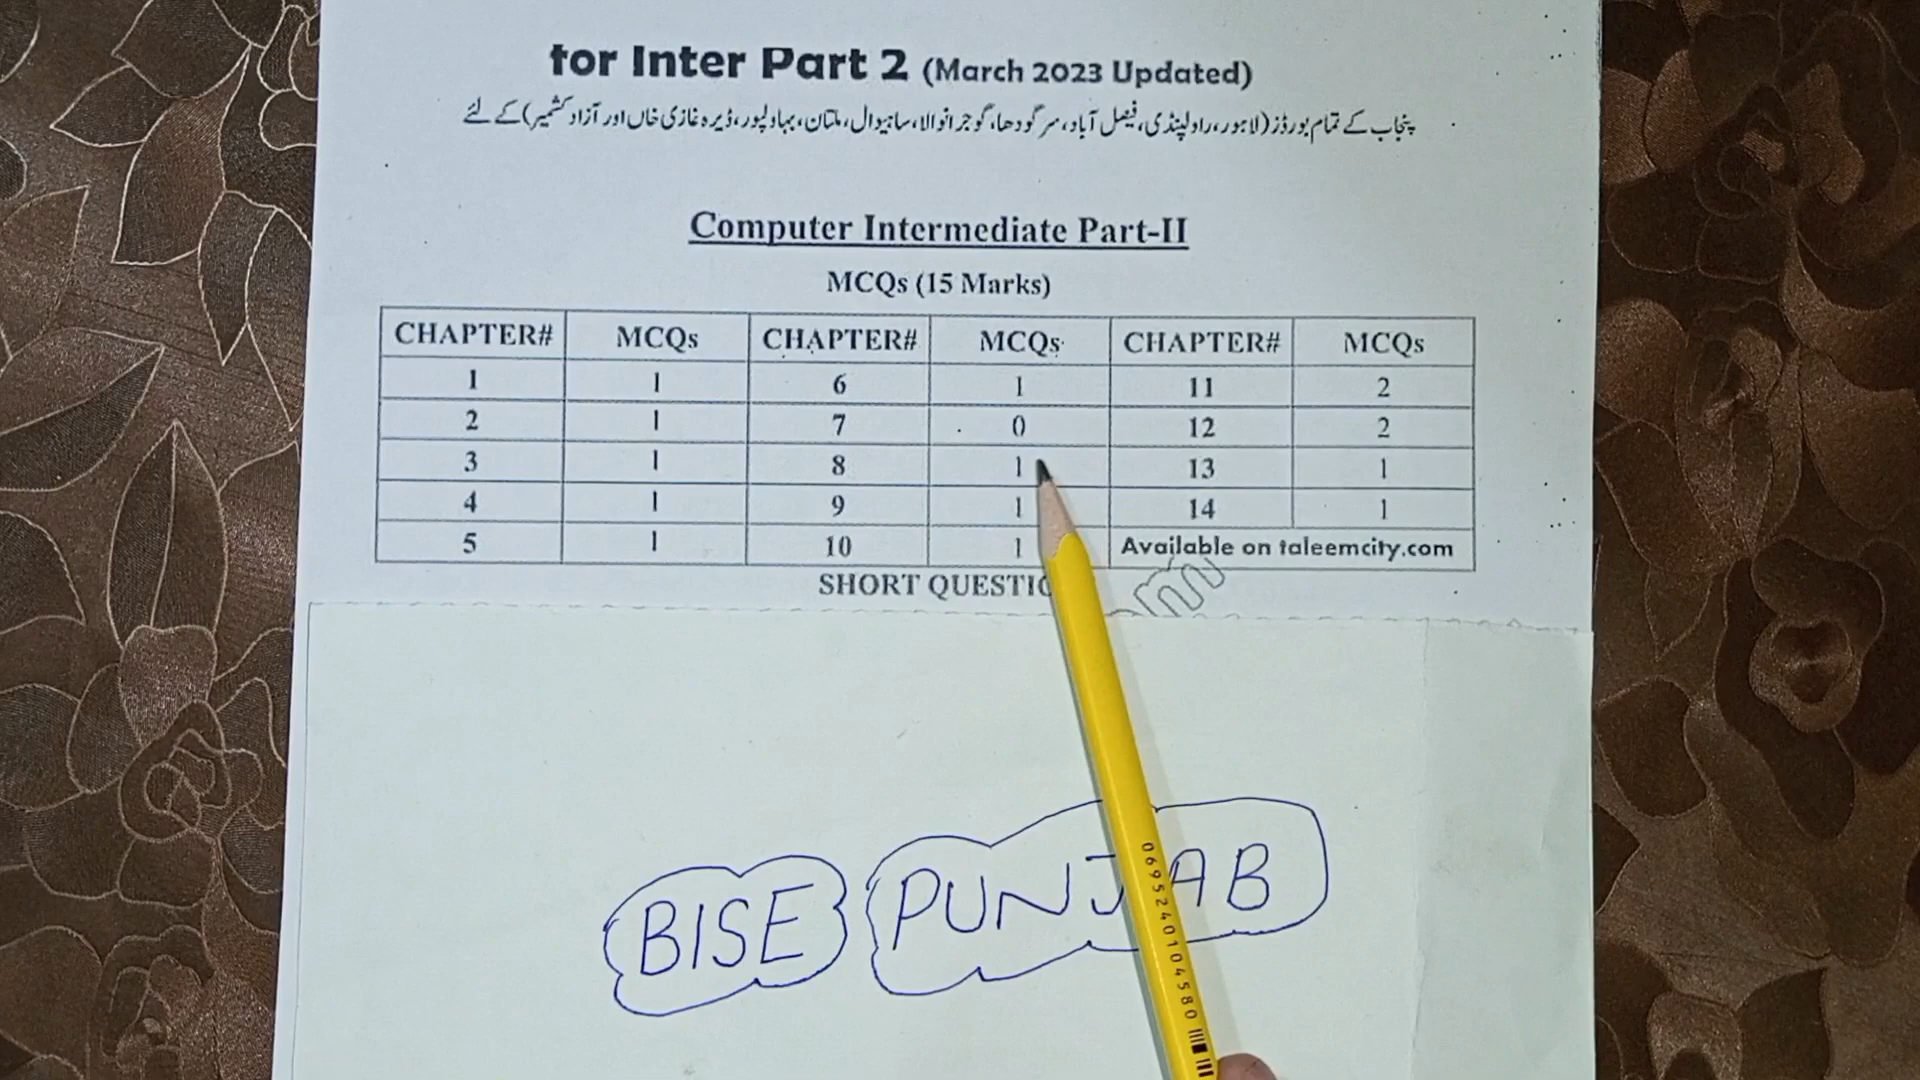 for Inter Part 2 (March 2023 Updated)
پنجاب کے تمام بورڈز (لاہور، راولپنڈی، فیصل آباد، سرگودھا، گوجرانوالا، ساہیوال، ملتان، بہاولپور، ڈیرہ غازی خاں اور آزاد کشمیر) کے لئے
Computer Intermediate Part-II
MCQs (15 Marks)
CHAPTER# MCQs CHAPTER# MCQs CHAPTER# MCQs
1 1 6 1 11 2
2 1 7 0 12 2
3 1 8 1 13 1
4 1 9 1 14 1
5 1 10 1 Available on taleemcity.com
SHORT
BISE PUNJAB
0695240104580